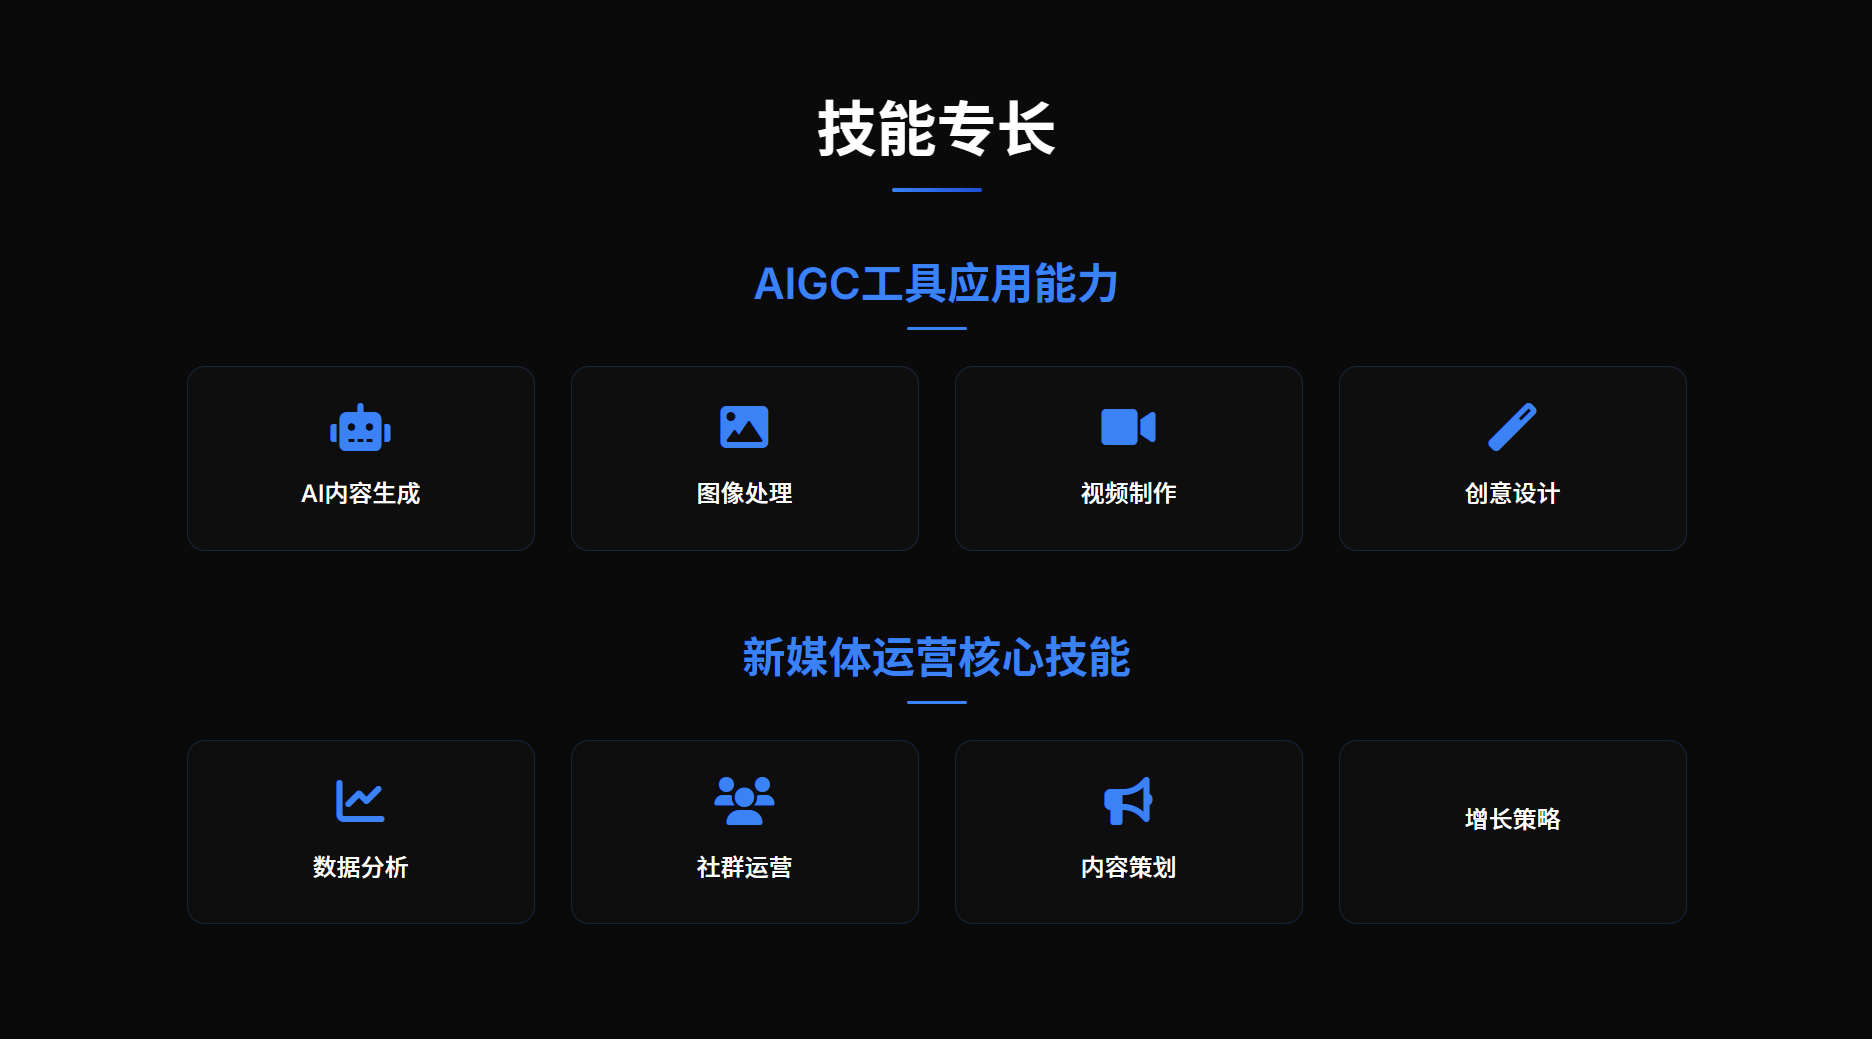 技能专长
AIGC工具应用能力
AI内容生成
图像处理
视频制作
创意设计
新媒体运营核心技能
数据分析
社群运营
内容策划
增长策略